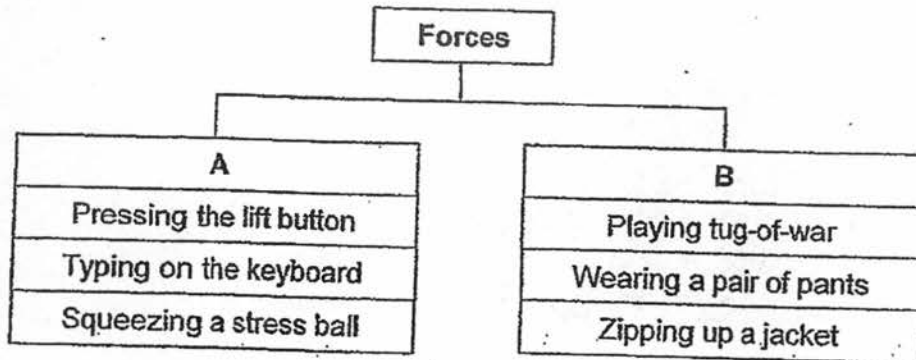 Forces
A
Pressing the lift button
Typing on the keyboard
Squeezing a stress ball
B
Playing tug-of-war
Wearing a pair of pants
Zipping up a jacket